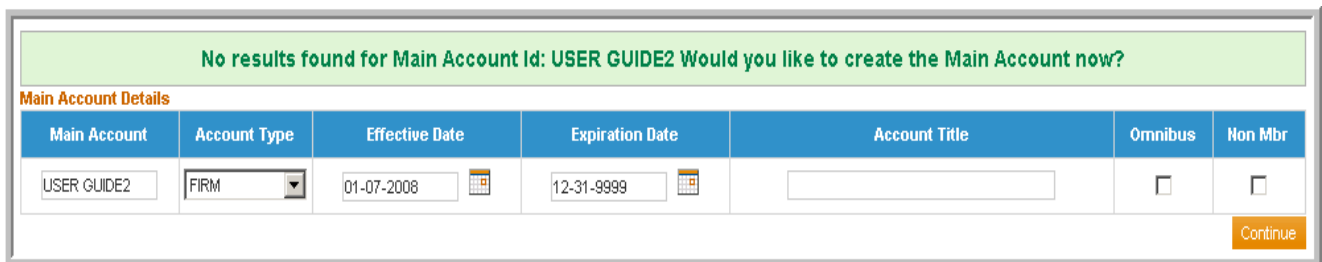 No results found for Main Account Id: USER GUIDE2 Would you like to create the Main Account now?
Main Account Details
Main Account Account Type Effective Date Expiration Date Account Title Omnibus Non Mbr
USER GUIDE2 FIRM 01-07-2008 12-31-9999
Continue